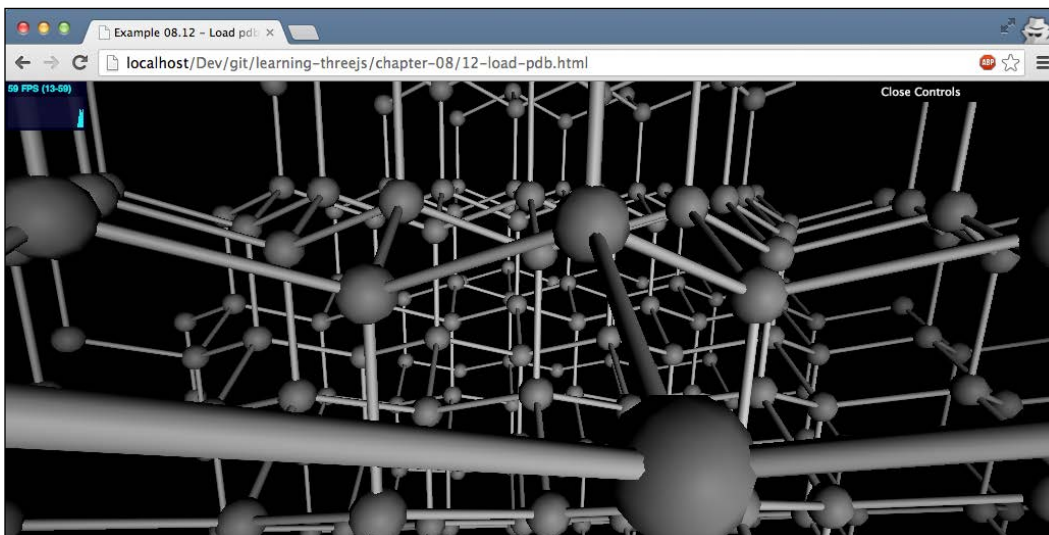 Example 08.12 – Load pdb
localhost/Dev/git/learning-threejs/chapter-08/12-load-pdb.html
ABP
59 FPS (13-59)
Close Controls